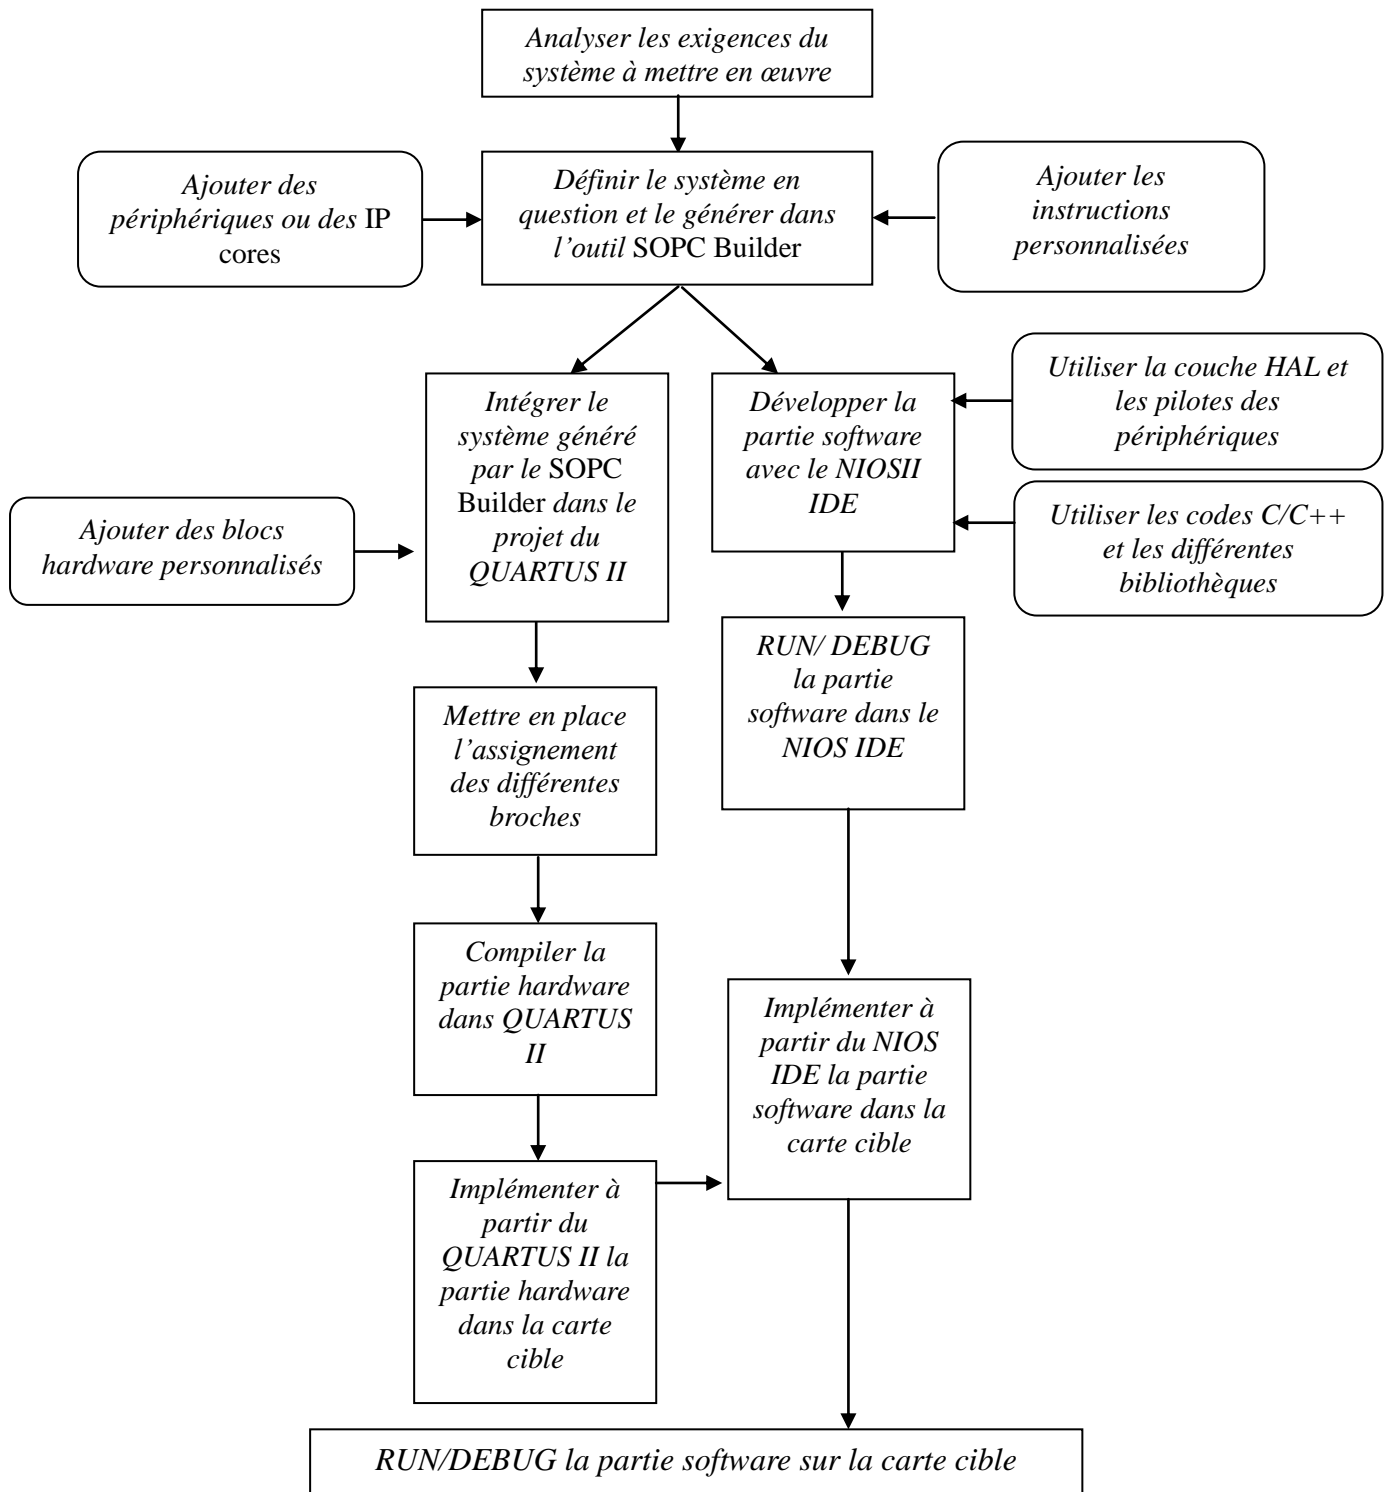 Analyser les exigences du
système à mettre en œuvre
Ajouter des
périphériques ou des IP
cores
Définir le système en
question et le générer dans
l’outil SOPC Builder
Ajouter les
instructions
personnalisées
Intégrer le
système généré
par le SOPC
Builder dans le
projet du
QUARTUS II
Développer la
partie software
avec le NIOSII
IDE
Utiliser la couche HAL et
les pilotes des
périphériques
Utiliser les codes C/C++
et les différentes
bibliothèques
Ajouter des blocs
hardware personnalisés
RUN/ DEBUG
la partie
software dans le
NIOS IDE
Mettre en place
l’assignement
des différentes
broches
Compiler la
partie hardware
dans QUARTUS
II
Implémenter à
partir du NIOS
IDE la partie
software dans la
carte cible
Implémenter à
partir du
QUARTUS II la
partie hardware
dans la carte
cible
RUN/DEBUG la partie software sur la carte cible